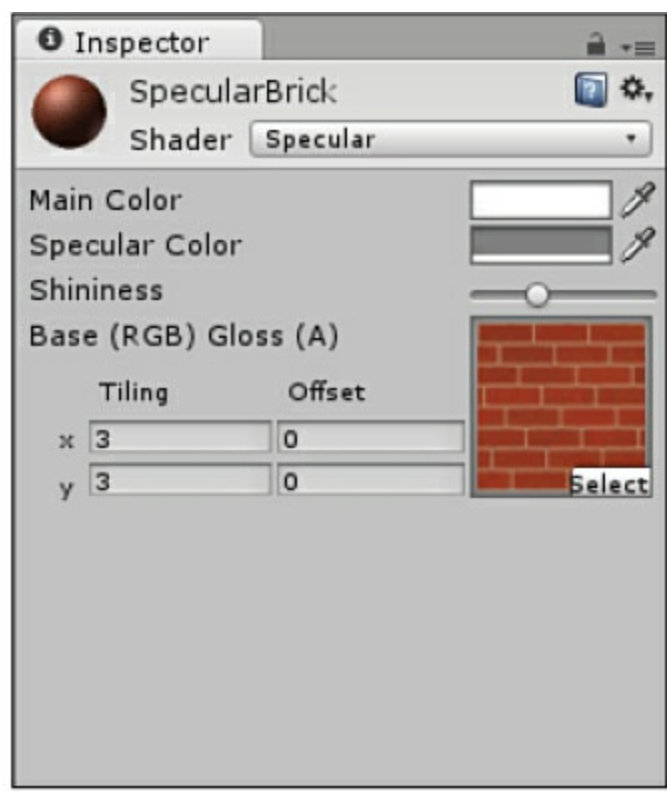 Inspector
SpecularBrick
Shader Specular
Main Color
Specular Color
Shininess
Base (RGB) Gloss (A)
Tiling Offset
x 3 0
y 3 0
Select